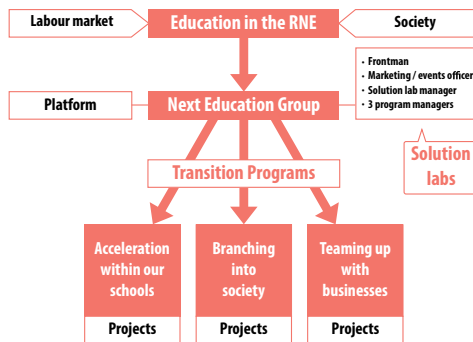 Labour market
Education in the RNE
Society
Platform
Next Education Group
• Frontman
• Marketing / events officer
• Solution lab manager
• 3 program managers
Solution
labs
Transition Programs
Acceleration
within our
schools
Projects
Branching
into
society
Projects
Teaming up
with
businesses
Projects